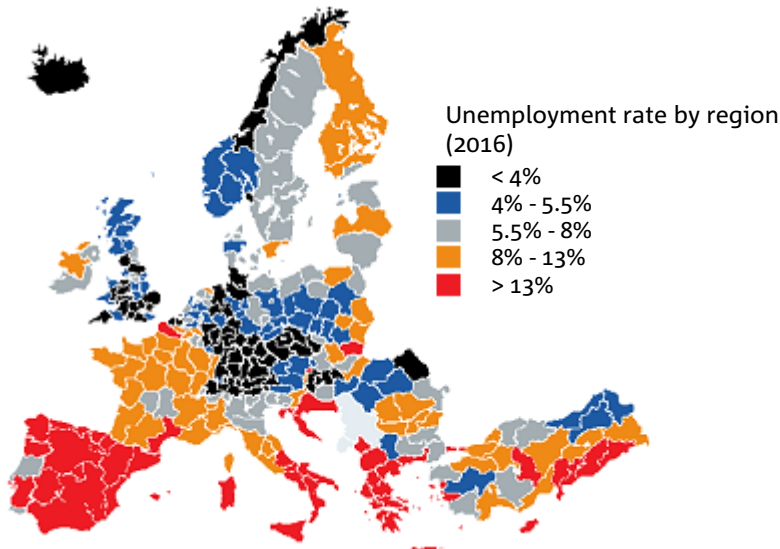 Unemployment rate by region
(2016)
< 4%
4% - 5.5%
5.5% - 8%
8% - 13%
> 13%